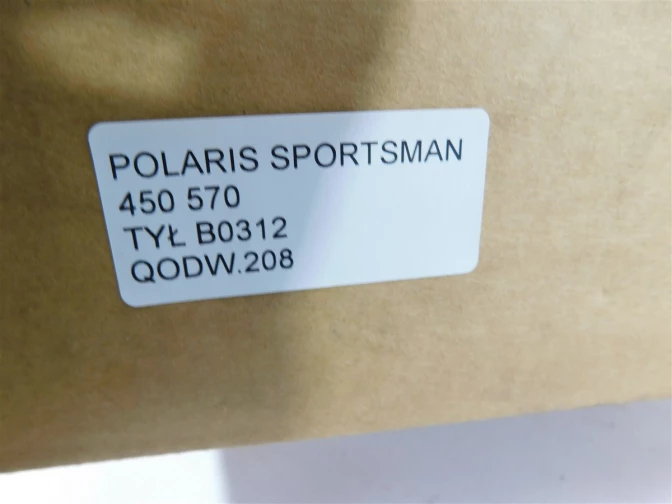 POLARIS SPORTSMAN
450 570
TYŁ B0312
QODW.208